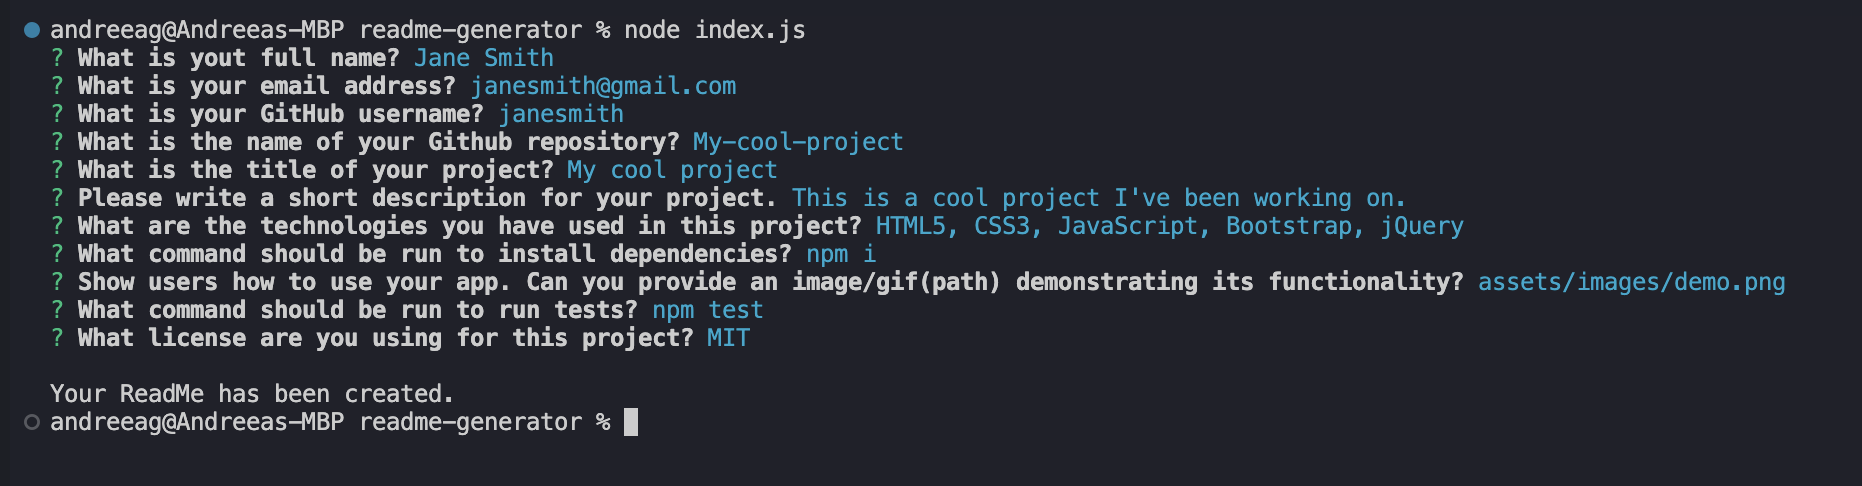 andreeag@Andreeas-MBP readme-generator % node index.js
? What is yout full name? Jane Smith
? What is your email address? janesmith@gmail.com
? What is your GitHub username? janesmith
? What is the name of your Github repository? My-cool-project
? What is the title of your project? My cool project
? Please write a short description for your project. This is a cool project I've been working on.
? What are the technologies you have used in this project? HTML5, CSS3, JavaScript, Bootstrap, jQuery
? What command should be run to install dependencies? npm i
? Show users how to use your app. Can you provide an image/gif(path) demonstrating its functionality? assets/images/demo.png
? What command should be run to run tests? npm test
? What license are you using for this project? MIT
Your ReadMe has been created.
andreeag@Andreeas-MBP readme-generator %